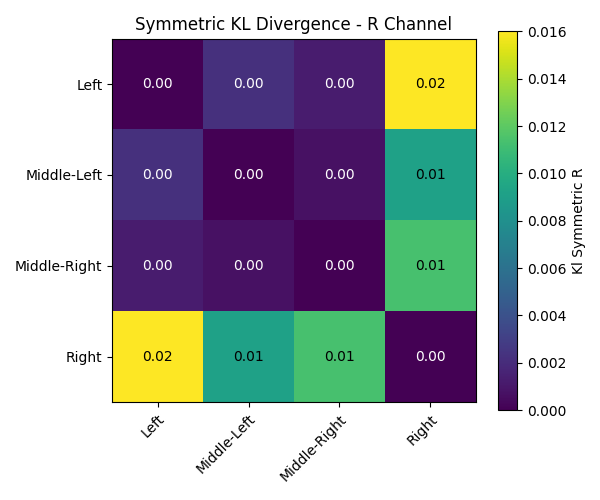 Symmetric KL Divergence - R Channel
Left 0.00 0.00 0.00 0.02
Middle-Left 0.00 0.00 0.00 0.01
Middle-Right 0.00 0.00 0.00 0.01
Right 0.02 0.01 0.01 0.00
Left Middle-Left Middle-Right Right
0.016
0.014
0.012
0.010
0.008
0.006
0.004
0.002
0.000
Kl Symmetric R